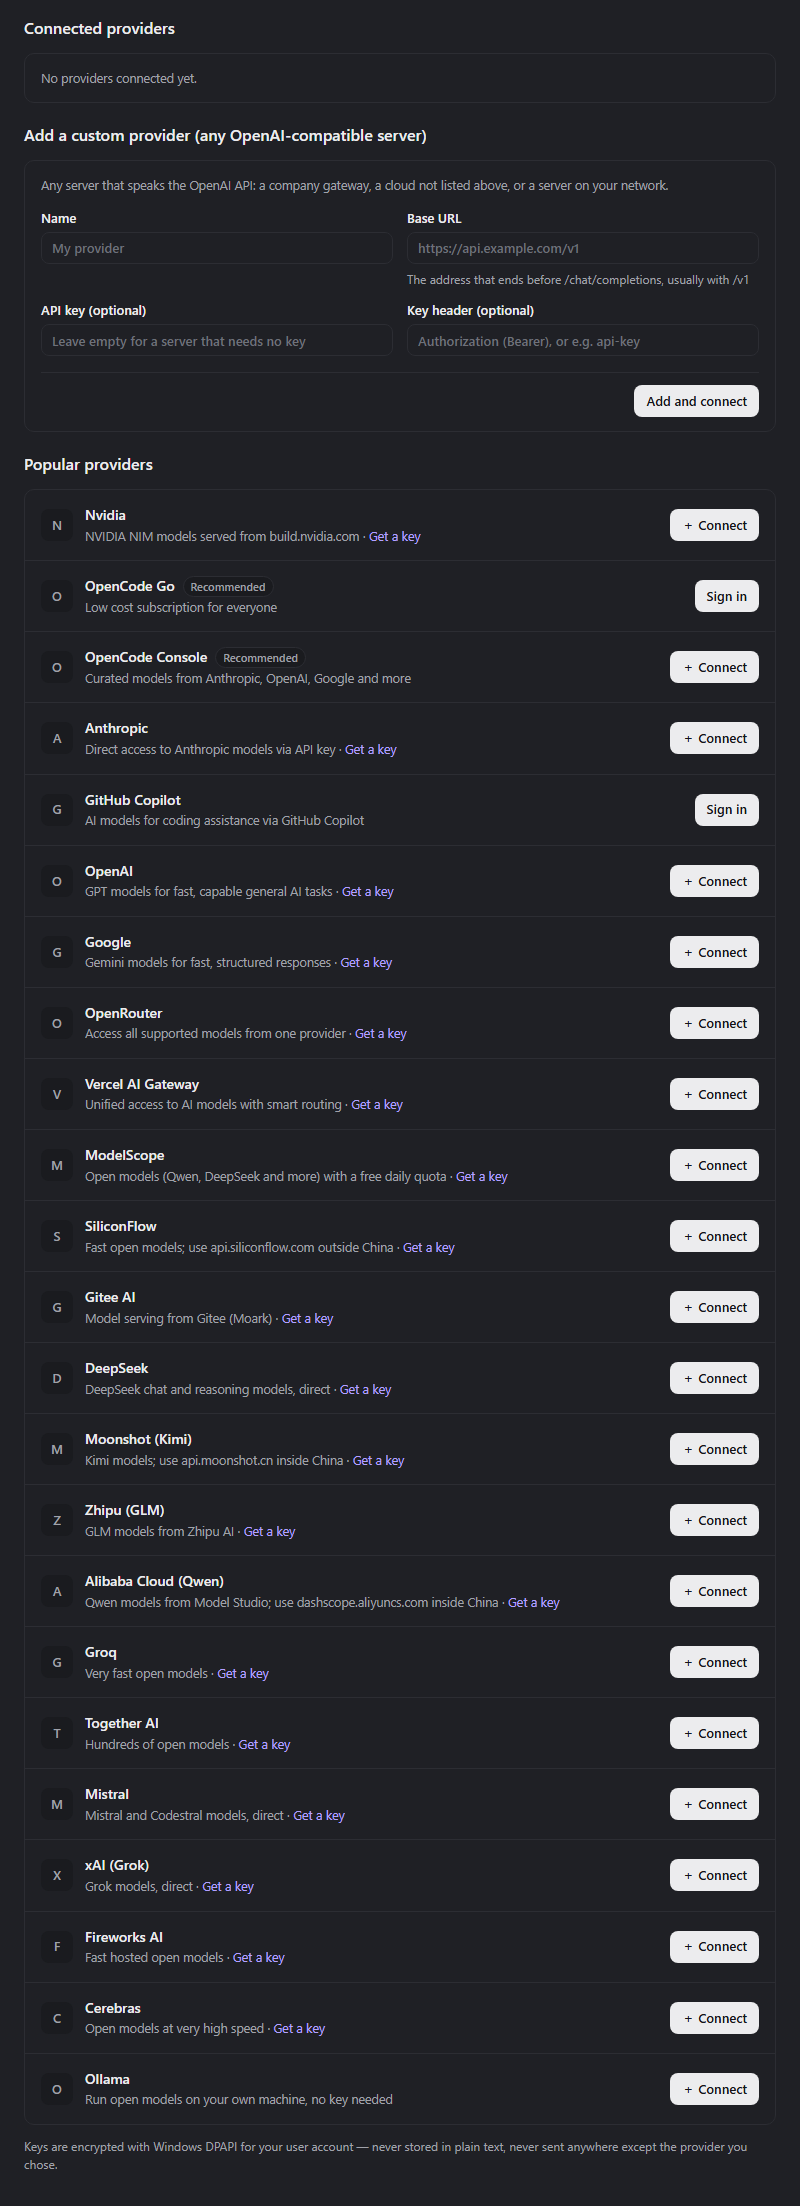 Connected providers
No providers connected yet.
Add a custom provider (any OpenAI-compatible server)
Any server that speaks the OpenAI API: a company gateway, a cloud not listed above, or a server on your network.
Name
Base URL
My provider
https://api.example.com/v1
The address that ends before /chat/completions, usually with /v1
API key (optional)
Key header (optional)
Leave empty for a server that needs no key
Authorization (Bearer), or e.g. api-key
Add and connect
Popular providers
N
Nvidia
NVIDIA NIM models served from build.nvidia.com · Get a key
+ Connect
O
OpenCode Go Recommended
Low cost subscription for everyone
Sign in
O
OpenCode Console Recommended
Curated models from Anthropic, OpenAI, Google and more
+ Connect
A
Anthropic
Direct access to Anthropic models via API key · Get a key
+ Connect
G
GitHub Copilot
AI models for coding assistance via GitHub Copilot
Sign in
O
OpenAI
GPT models for fast, capable general AI tasks · Get a key
+ Connect
G
Google
Gemini models for fast, structured responses · Get a key
+ Connect
O
OpenRouter
Access all supported models from one provider · Get a key
+ Connect
V
Vercel AI Gateway
Unified access to AI models with smart routing · Get a key
+ Connect
M
ModelScope
Open models (Qwen, DeepSeek and more) with a free daily quota · Get a key
+ Connect
S
SiliconFlow
Fast open models; use api.siliconflow.com outside China · Get a key
+ Connect
G
Gitee AI
Model serving from Gitee (Moark) · Get a key
+ Connect
D
DeepSeek
DeepSeek chat and reasoning models, direct · Get a key
+ Connect
M
Moonshot (Kimi)
Kimi models; use api.moonshot.cn inside China · Get a key
+ Connect
Z
Zhipu (GLM)
GLM models from Zhipu AI · Get a key
+ Connect
A
Alibaba Cloud (Qwen)
Qwen models from Model Studio; use dashscope.aliyuncs.com inside China · Get a key
+ Connect
G
Groq
Very fast open models · Get a key
+ Connect
T
Together AI
Hundreds of open models · Get a key
+ Connect
M
Mistral
Mistral and Codestral models, direct · Get a key
+ Connect
X
xAI (Grok)
Grok models, direct · Get a key
+ Connect
F
Fireworks AI
Fast hosted open models · Get a key
+ Connect
C
Cerebras
Open models at very high speed · Get a key
+ Connect
O
Ollama
Run open models on your own machine, no key needed
+ Connect
Keys are encrypted with Windows DPAPI for your user account — never stored in plain text, never sent anywhere except the provider you
chose.